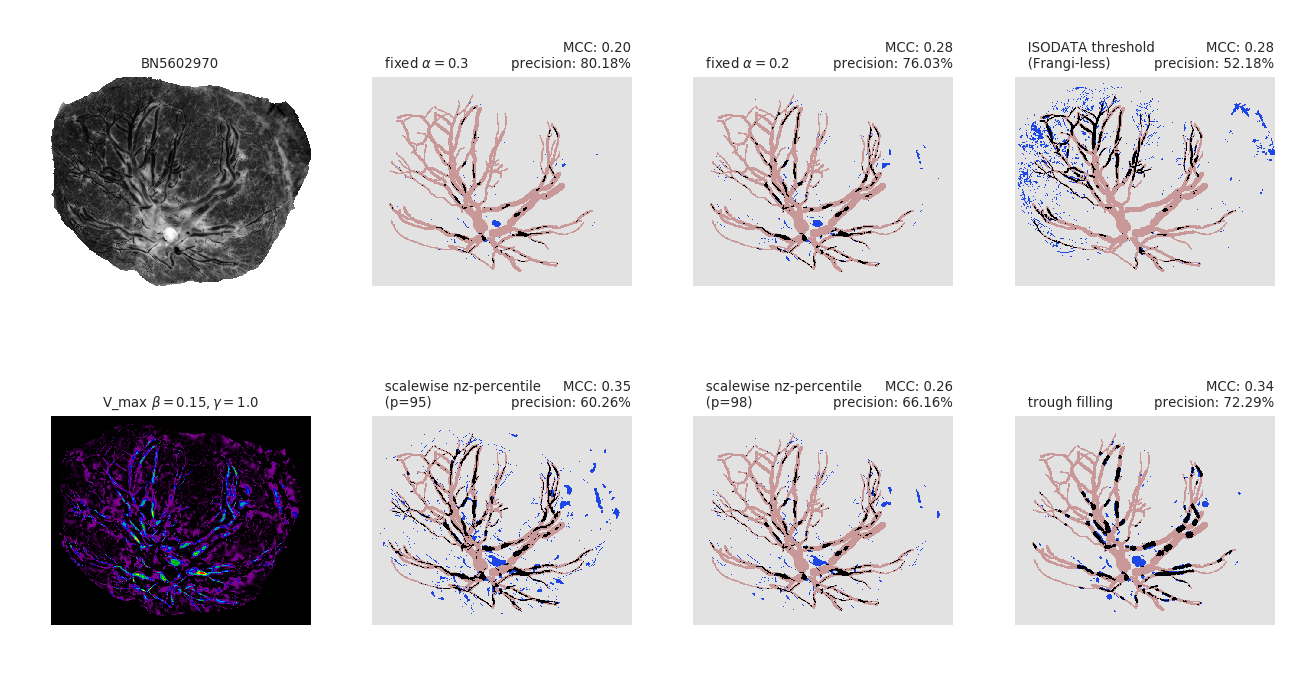 BN5602970
MCC: 0.20
fixed α = 0.3 precision: 80.18%
MCC: 0.28
fixed α = 0.2 precision: 76.03%
ISODATA threshold MCC: 0.28
(Frangi-less) precision: 52.18%
V_max β = 0.15, γ = 1.0
scalewise nz-percentile MCC: 0.35
(p=95) precision: 60.26%
scalewise nz-percentile MCC: 0.26
(p=98) precision: 66.16%
MCC: 0.34
trough filling precision: 72.29%